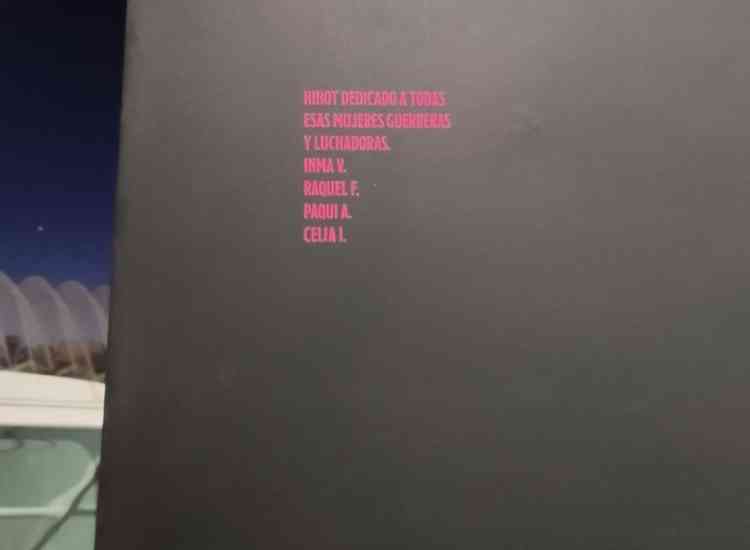 NINOT DEDICADO A TODAS
ESAS MUJERES GUERRERAS
Y LUCHADORAS.
INMA V.
RAQUEL F.
PAQUI A.
CELIA I.